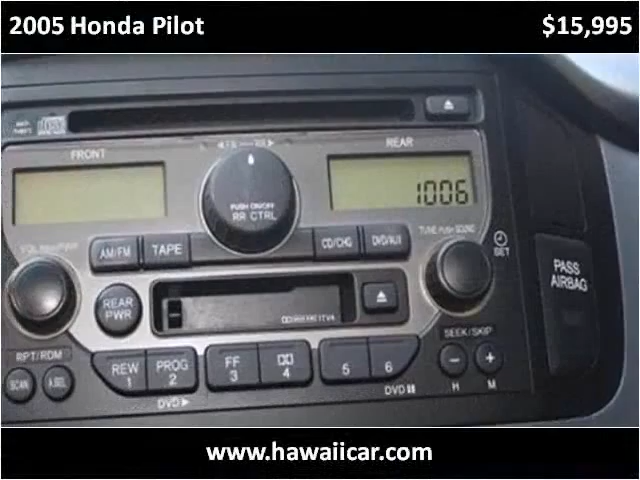 2005 Honda Pilot
$15,995
FRONT
REAR
PUSH ON/OFF
RR CTRL
1006
TUNE PUSH SOUND
AM/FM
TAPE
CD/CHG
DVD/AUX
SET
PASS
AIRBAG
REAR
PWR
RPT/RDM
SEEK/SKIP
SCAN
A.SEL
REW
1
PROG
2
FF
3
4
5
6
H
M
DVD
DVD
www.hawaiicar.com